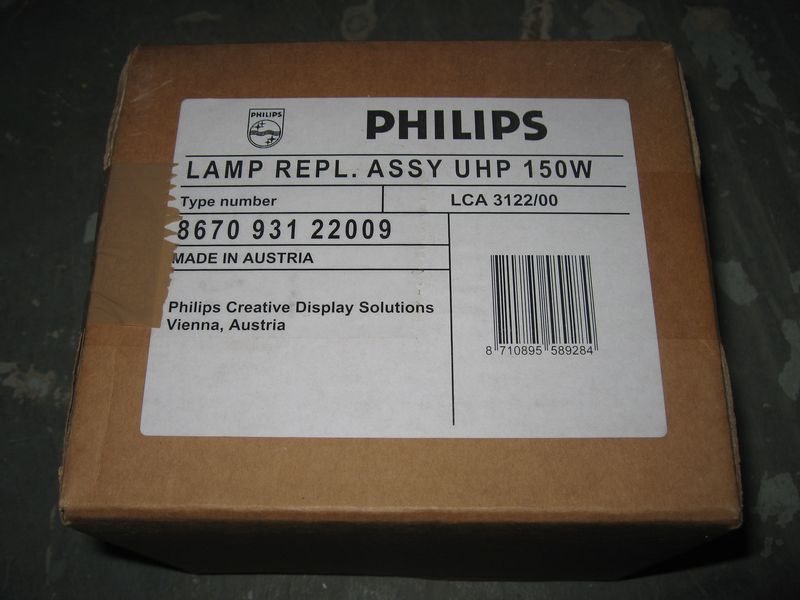 PHILIPS
PHILIPS
LAMP REPL. ASSY UHP 150W
Type number
LCA 3122/00
8670 931 22009
MADE IN AUSTRIA
Philips Creative Display Solutions
Vienna, Austria
8 710895 589284